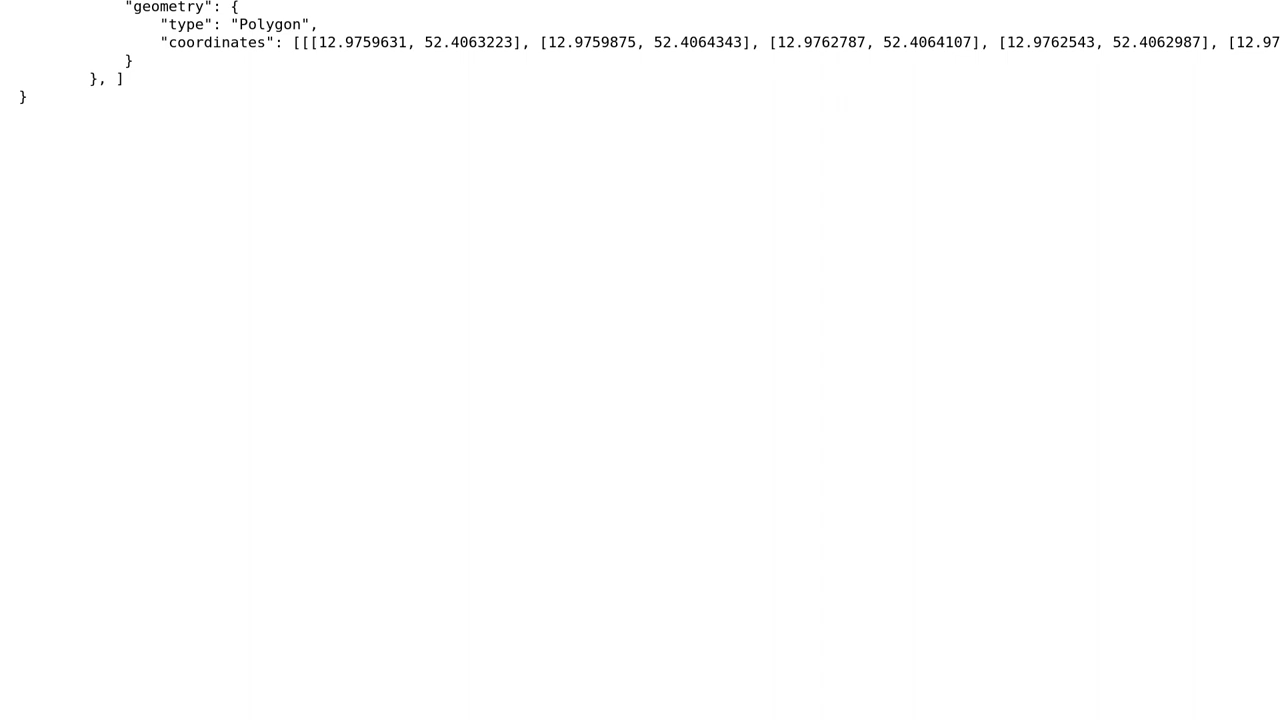 "geometry": {
"type": "Polygon",
"coordinates": [[[12.9759631, 52.4063223], [12.9759875, 52.4064343], [12.9762787, 52.4064107], [12.9762543, 52.4062987], [12.97
}
}, ]
}